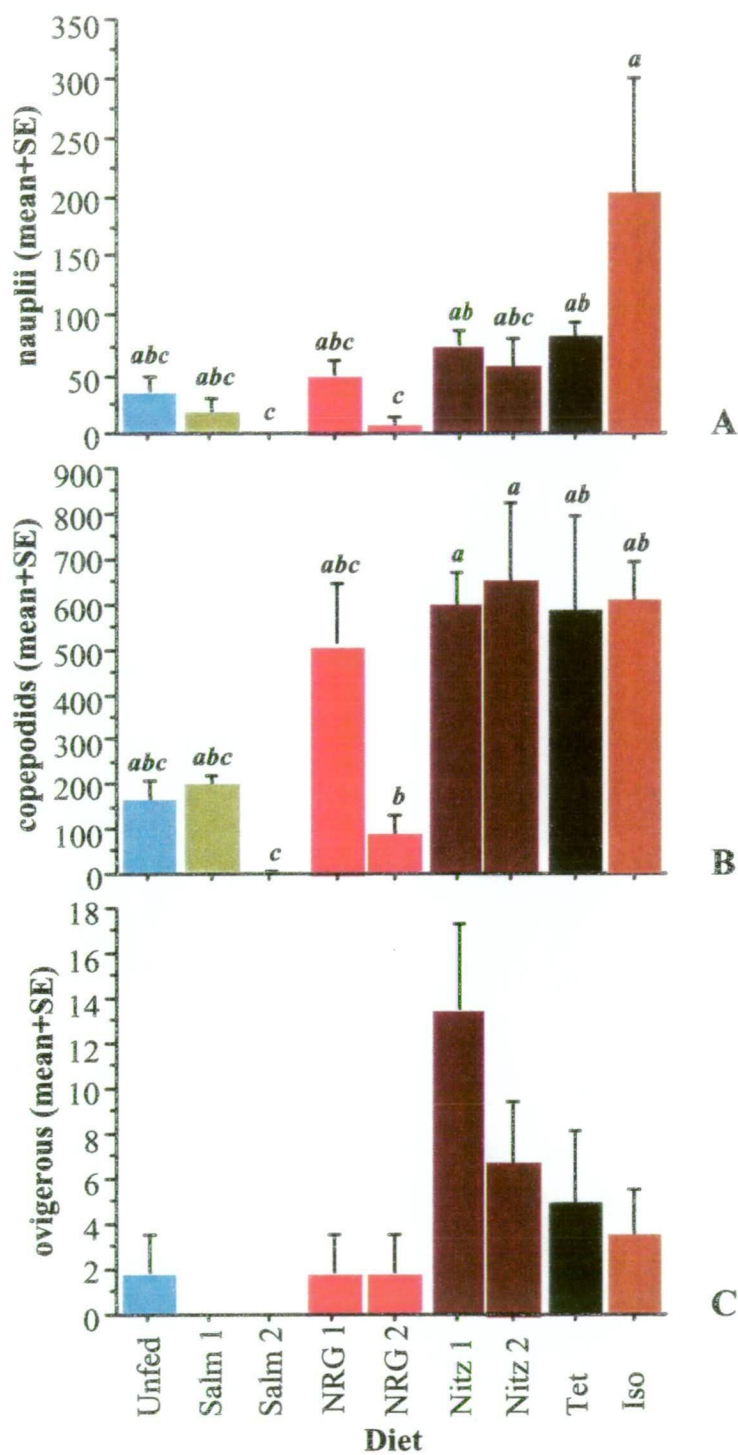 350
300
250
200
150
100
50
0
nauplii (mean+SE)
abc
abc
c
abc
c
ab
abc
ab
a
A
900
800
700
600
500
400
300
200
100
0
copepodids (mean+SE)
abc
abc
c
abc
b
a
a
ab
ab
B
18
16
14
12
10
8
6
4
2
0
ovigerous (mean+SE)
C
Unfed
Salm 1
Salm 2
NRG 1
NRG 2
Nitz 1
Nitz 2
Tet
Iso
Diet